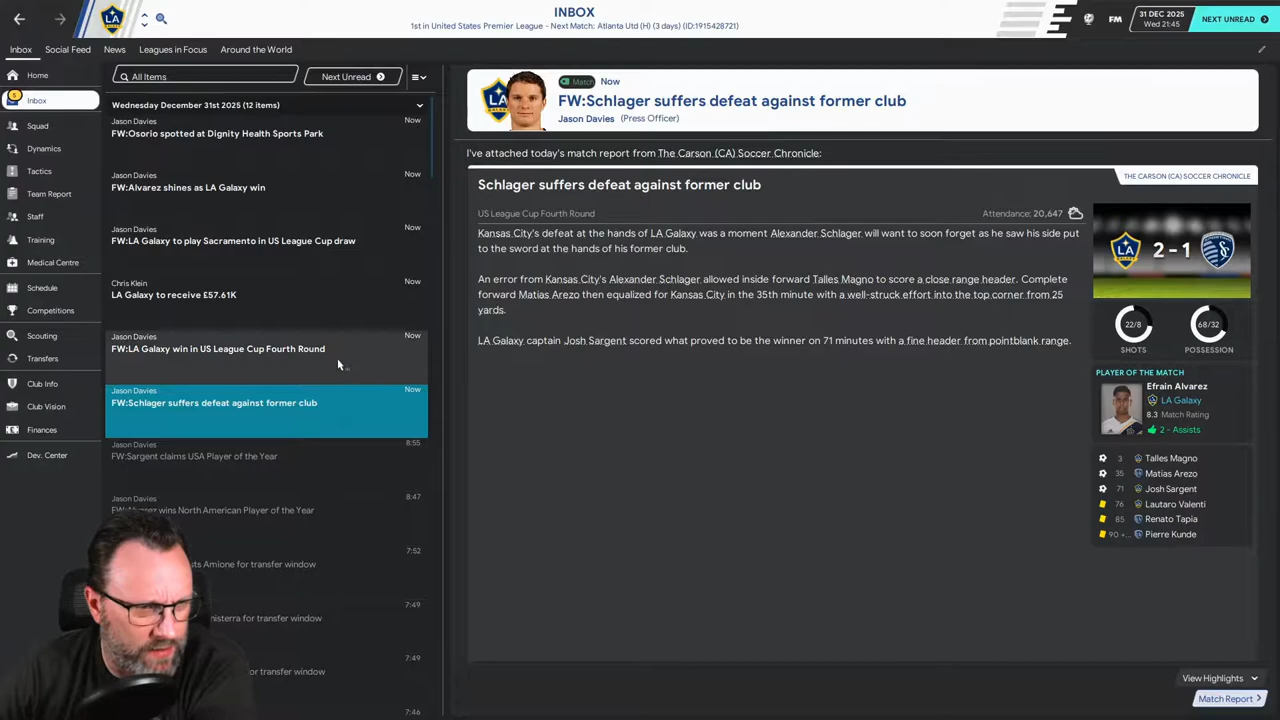 INBOX
1st in United States Premier League - Next Match: Atlanta Utd (H) (3 days) (ID:1915428721)
FM
31 DEC 2025
Wed 21:45
NEXT UNREAD
Inbox
Social Feed
News
Leagues in Focus
Around the World
Home
5
Inbox
Squad
Dynamics
Tactics
Team Report
Staff
Training
Medical Centre
Schedule
Competitions
Scouting
Transfers
Club Info
Club Vision
Finances
Dev. Center
All Items
Next Unread
Wednesday December 31st 2025 (12 items)
Jason Davies
Now
FW:Osorio spotted at Dignity Health Sports Park
Jason Davies
Now
FW:Alvarez shines as LA Galaxy win
Jason Davies
Now
FW:LA Galaxy to play Sacramento in US League Cup draw
Chris Klein
Now
LA Galaxy to receive £57.61K
Jason Davies
Now
FW:LA Galaxy win in US League Cup Fourth Round
Jason Davies
Now
FW:Schlager suffers defeat against former club
Jason Davies
8:55
FW:Sargent claims USA Player of the Year
Jason Davies
8:47
wins North American Player of the Year
7:52
Amione for transfer window
7:49
for transfer window
7:49
for transfer window
7:46
LA
Match
Now
FW:Schlager suffers defeat against former club
Jason Davies (Press Officer)
I've attached today's match report from The Carson (CA) Soccer Chronicle:
THE CARSON (CA) SOCCER CHRONICLE
Schlager suffers defeat against former club
US League Cup Fourth Round
Attendance: 20,647
Kansas City's defeat at the hands of LA Galaxy was a moment Alexander Schlager will want to soon forget as he saw his side put
to the sword at the hands of his former club.
An error from Kansas City's Alexander Schlager allowed inside forward Talles Magno to score a close range header. Complete
forward Matias Arezo then equalized for Kansas City in the 35th minute with a well-struck effort into the top corner from 25
yards.
LA Galaxy captain Josh Sargent scored what proved to be the winner on 71 minutes with a fine header from pointblank range.
2 - 1
22/8
SHOTS
68/32
POSSESSION
PLAYER OF THE MATCH
Efrain Alvarez
LA Galaxy
8.3 Match Rating
2 - Assists
3 Talles Magno
35 Matias Arezo
71 Josh Sargent
76 Lautaro Valenti
85 Renato Tapia
90 +... Pierre Kunde
View Highlights
Match Report